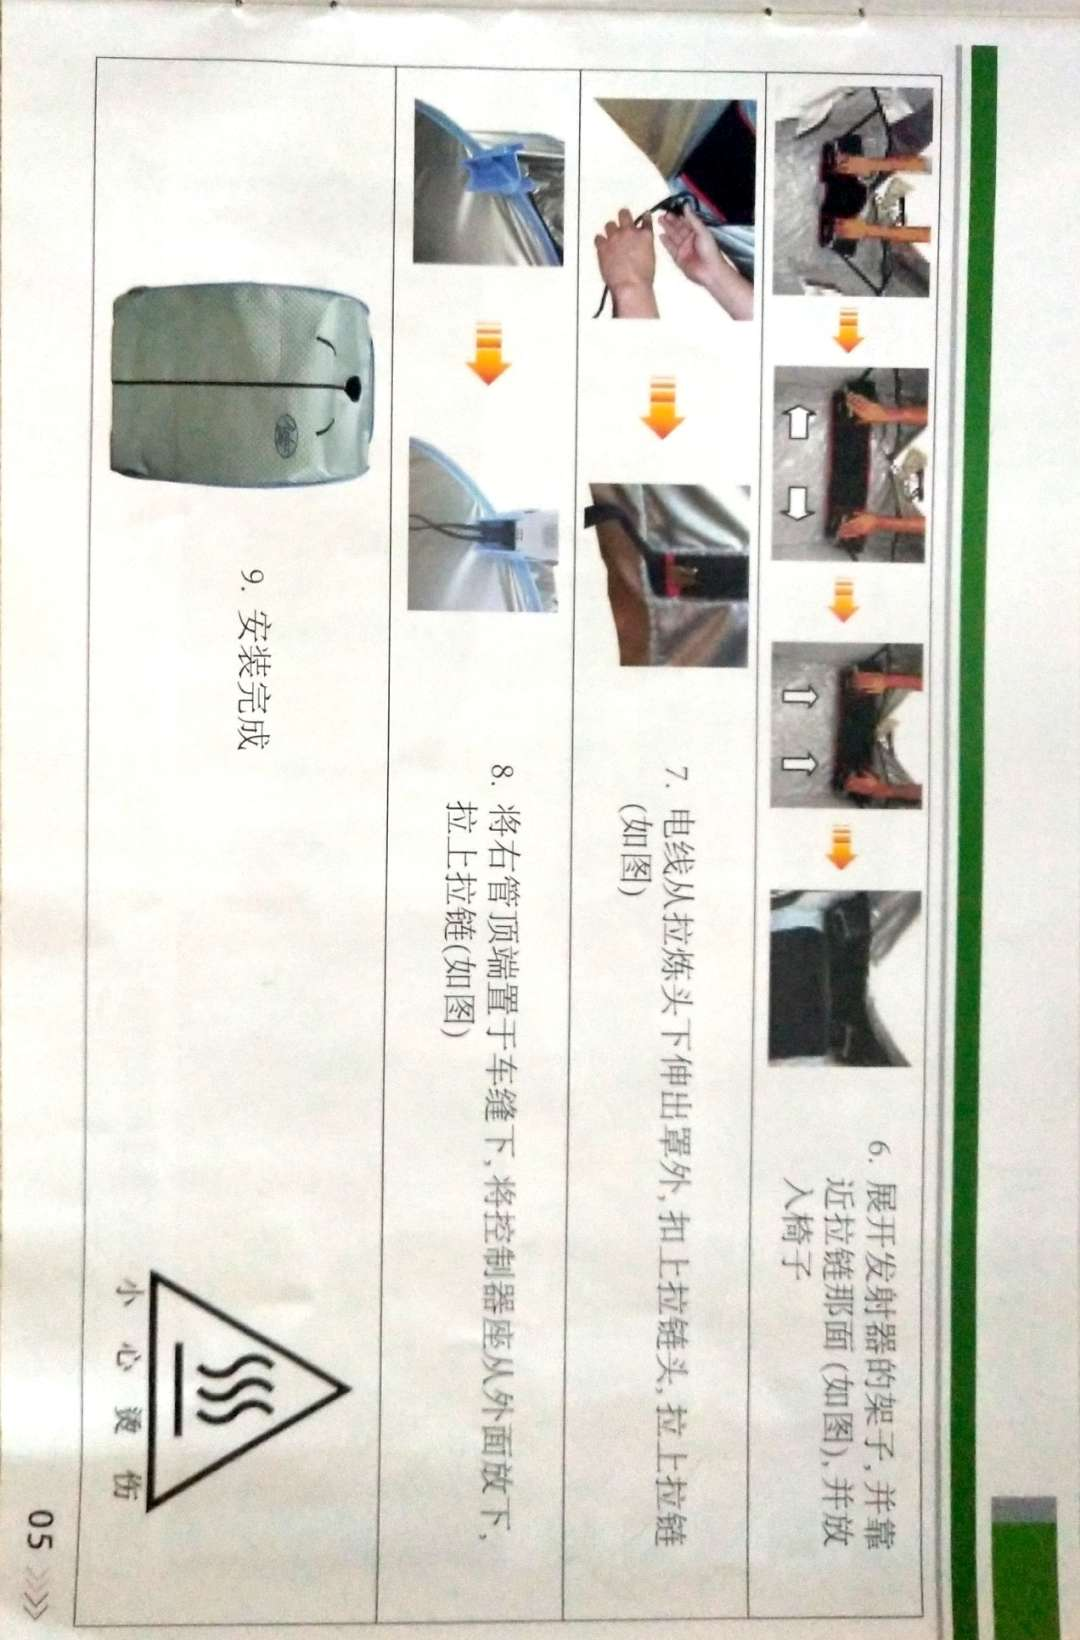 6. 展开发射器的架子, 并靠
近拉链那面 (如图), 并放
入椅子
7. 电线从拉炼头下伸出罩外, 扣上拉链头, 拉上拉链
(如图)
8. 将右管顶端置于车缝下, 将控制器座从外面放下,
拉上拉链(如图)
9. 安装完成
小心烫伤
05